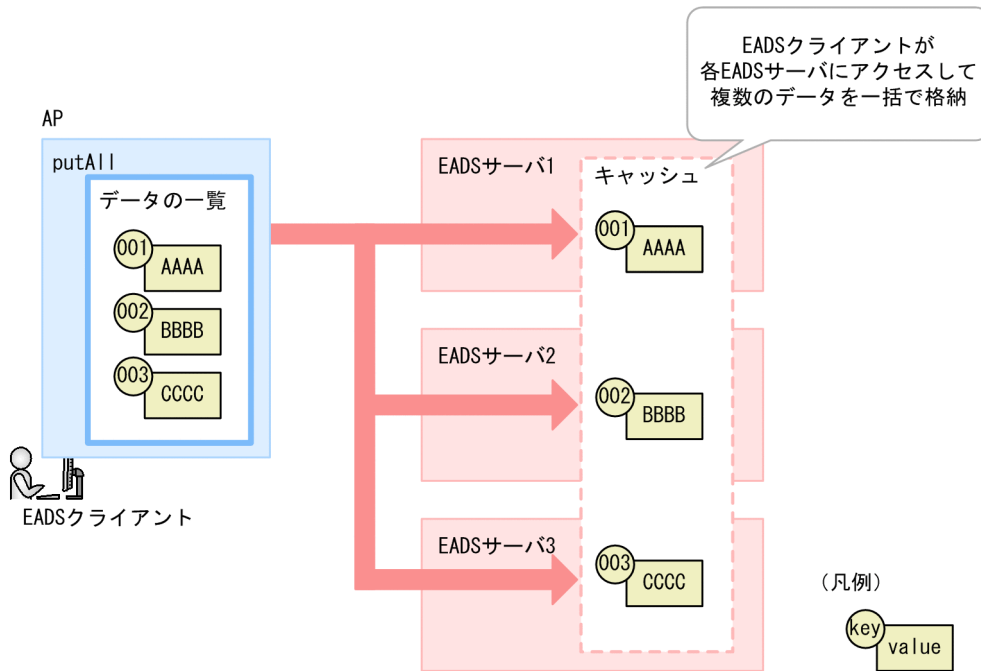 EADSクライアントが
各EADSサーバにアクセスして
複数のデータを一括で格納
AP
putAll
データの一覧
001
AAAA
002
BBBB
003
CCCC
EADSクライアント
EADSサーバ1
キャッシュ
001
AAAA
EADSサーバ2
002
BBBB
EADSサーバ3
003
CCCC
(凡例)
key
value